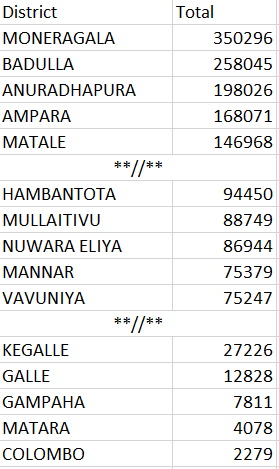 District Total
MONERAGALA 350296
BADULLA 258045
ANURADHAPURA 198026
AMPARA 168071
MATALE 146968
**//**
HAMBANTOTA 94450
MULLAITIVU 88749
NUWARA ELIYA 86944
MANNAR 75379
VAVUNIYA 75247
**//**
KEGALLE 27226
GALLE 12828
GAMPAHA 7811
MATARA 4078
COLOMBO 2279